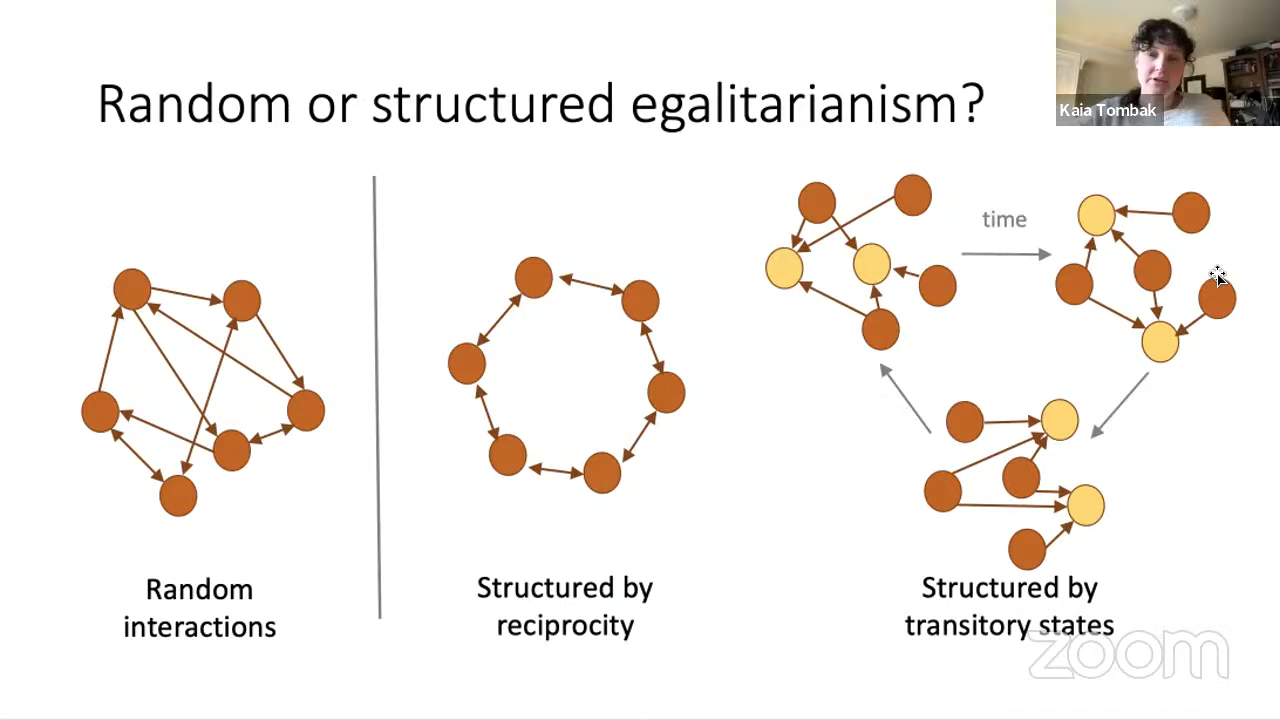 Random or structured egalitarianism?
Kaia Tombak
time
Random
interactions
Structured by
reciprocity
Structured by
transitory states
zoom